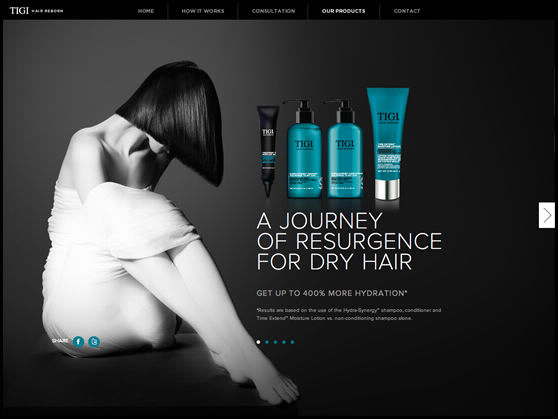 TIGI HAIR REBORN
HOME HOW IT WORKS CONSULTATION OUR PRODUCTS CONTACT
TIGI
TIGI
TIGI
TIGI
A JOURNEY
OF RESURGENCE
FOR DRY HAIR
GET UP TO 400% MORE HYDRATION*
*Results are based on the use of the Hydra-Synergy™ shampoo, conditioner and
Time Extend™ Moisture Lotion vs. non-conditioning shampoo alone.
SHARE